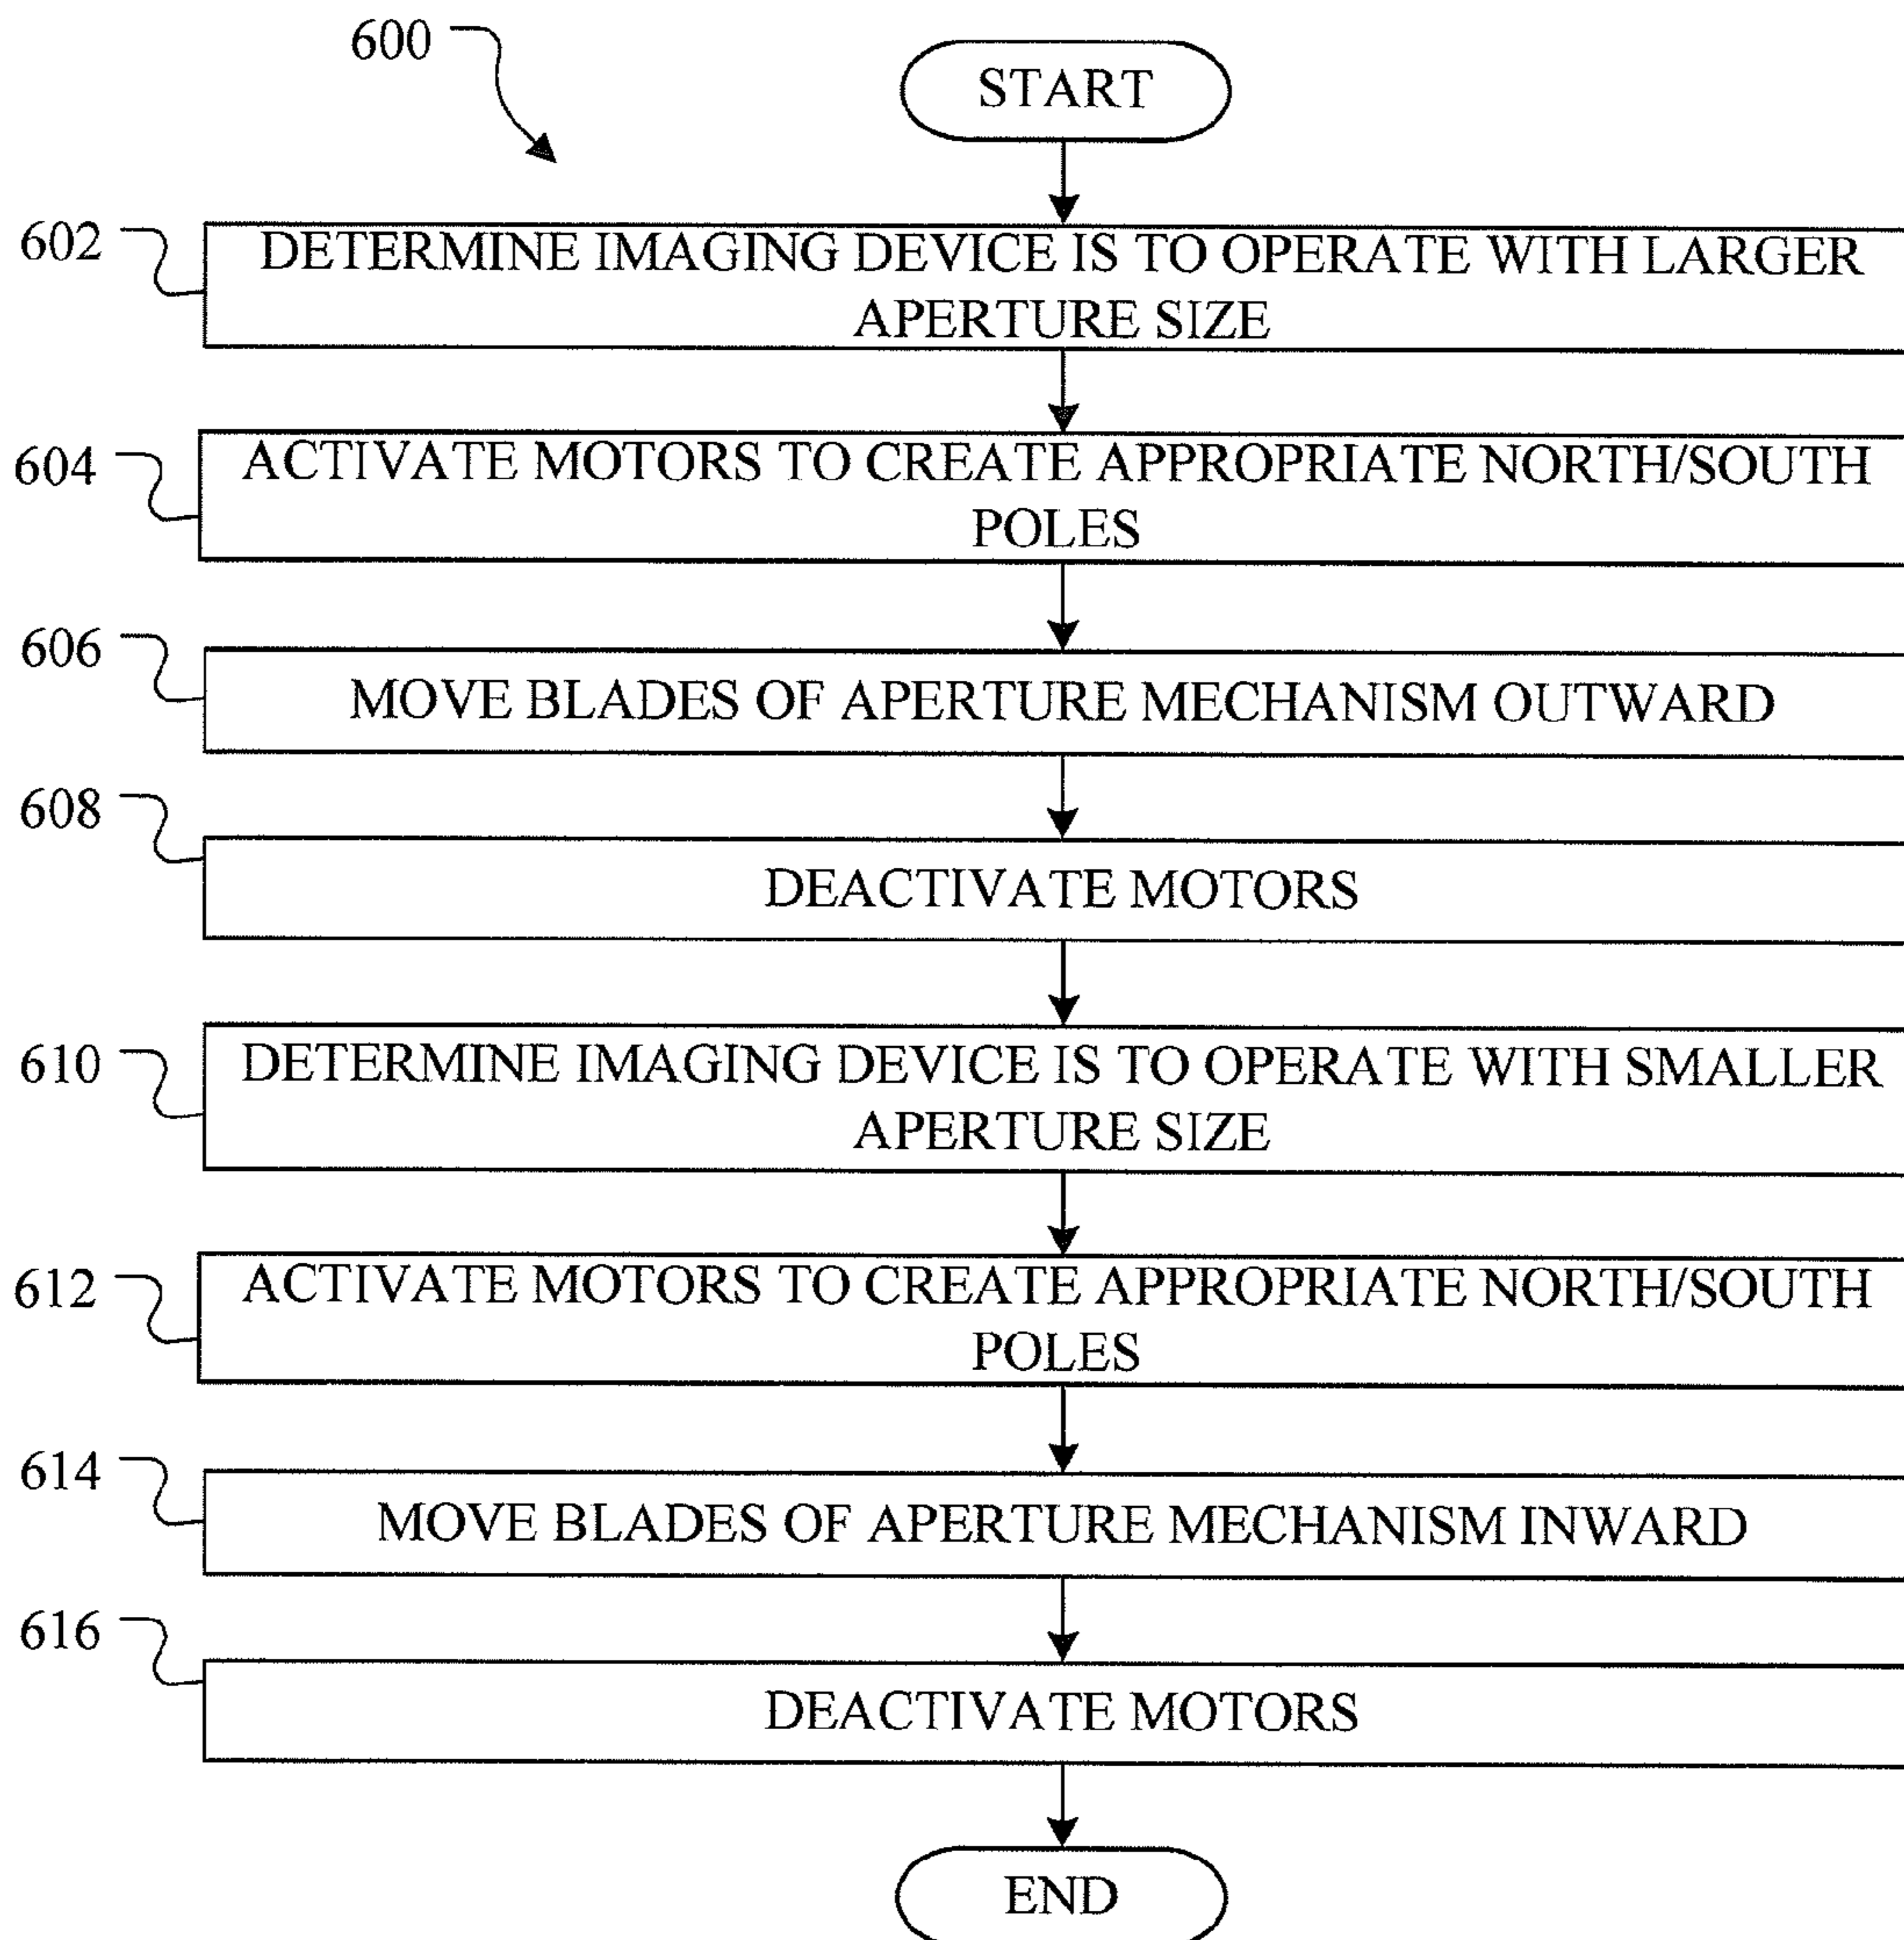 600
START
602
DETERMINE IMAGING DEVICE IS TO OPERATE WITH LARGER
APERTURE SIZE
604
ACTIVATE MOTORS TO CREATE APPROPRIATE NORTH/SOUTH
POLES
606
MOVE BLADES OF APERTURE MECHANISM OUTWARD
608
DEACTIVATE MOTORS
610
DETERMINE IMAGING DEVICE IS TO OPERATE WITH SMALLER
APERTURE SIZE
612
ACTIVATE MOTORS TO CREATE APPROPRIATE NORTH/SOUTH
POLES
614
MOVE BLADES OF APERTURE MECHANISM INWARD
616
DEACTIVATE MOTORS
END